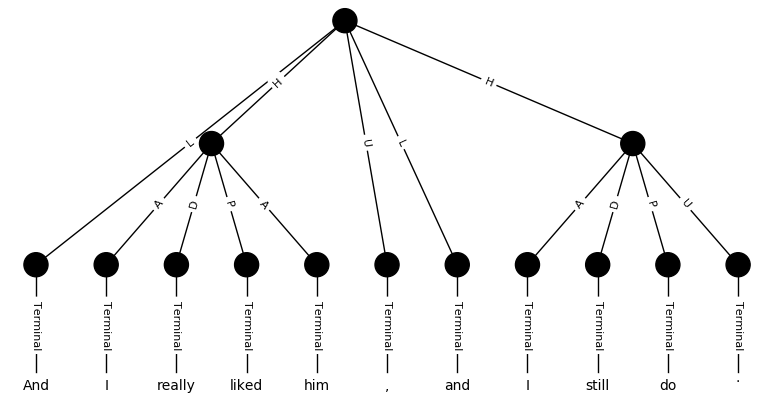 H
H
L
U
L
A
D
P
A
A
D
P
U
Terminal Terminal Terminal Terminal Terminal Terminal Terminal Terminal Terminal Terminal Terminal
And I really liked him , and I still do .